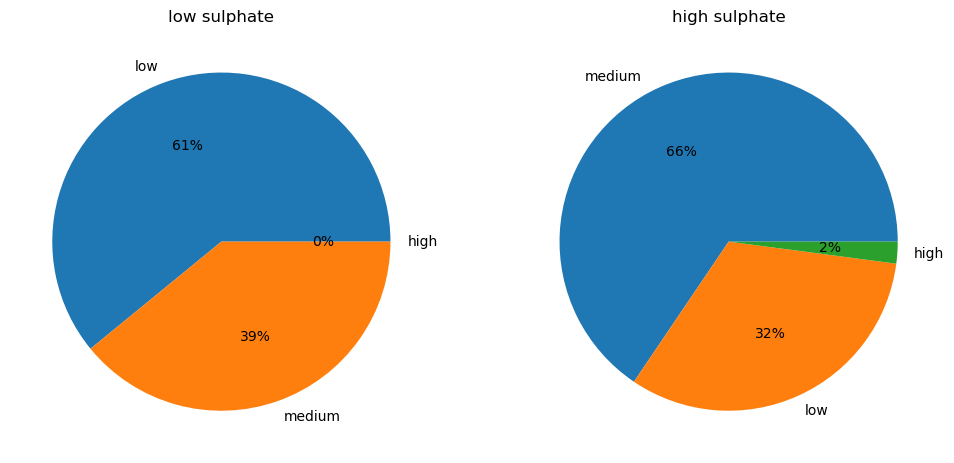 low sulphate
low
61%
0%
high
39%
medium
high sulphate
medium
66%
2%
high
32%
low